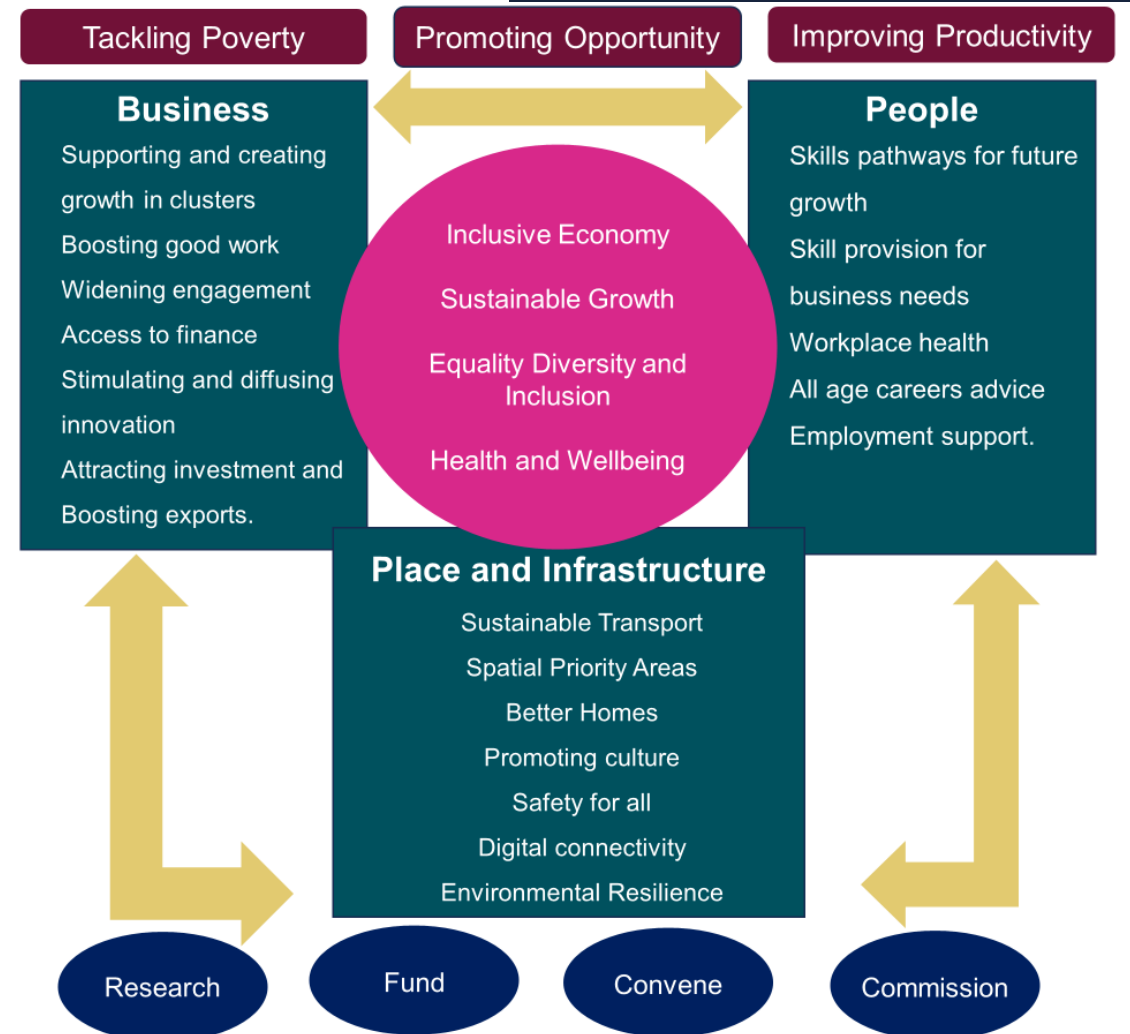 Tackling Poverty
Promoting Opportunity
Improving Productivity
Business
Supporting and creating
growth in clusters
Boosting good work
Widening engagement
Access to finance
Stimulating and diffusing
innovation
Attracting investment and
Boosting exports.
Inclusive Economy
Sustainable Growth
Equality Diversity and
Inclusion
Health and Wellbeing
People
Skills pathways for future
growth
Skill provision for
business needs
Workplace health
All age careers advice
Employment support.
Place and Infrastructure
Sustainable Transport
Spatial Priority Areas
Better Homes
Promoting culture
Safety for all
Digital connectivity
Environmental Resilience
Research
Fund
Convene
Commission